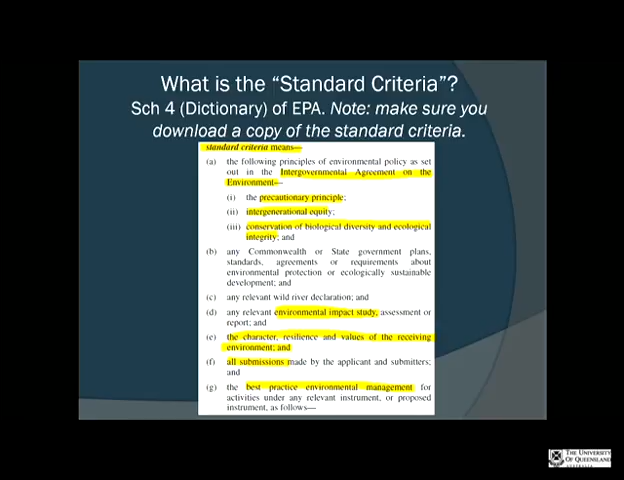 What is the “Standard Criteria”?
Sch 4 (Dictionary) of EPA. Note: make sure you
download a copy of the standard criteria.
standard criteria means—
(a) the following principles of environmental policy as set
out in the Intergovernmental Agreement on the
Environment—
(i) the precautionary principle;
(ii) intergenerational equity;
(iii) conservation of biological diversity and ecological
integrity; and
(b) any Commonwealth or State government plans,
standards, agreements or requirements about
environmental protection or ecologically sustainable
development; and
(c) any relevant wild river declaration; and
(d) any relevant environmental impact study, assessment or
report; and
(e) the character, resilience and values of the receiving
environment; and
(f) all submissions made by the applicant and submitters;
and
(g) the best practice environmental management for
activities under any relevant instrument, or proposed
instrument, as follows—
THE UNIVERSITY
OF QUEENSLAND
AUSTRALIA